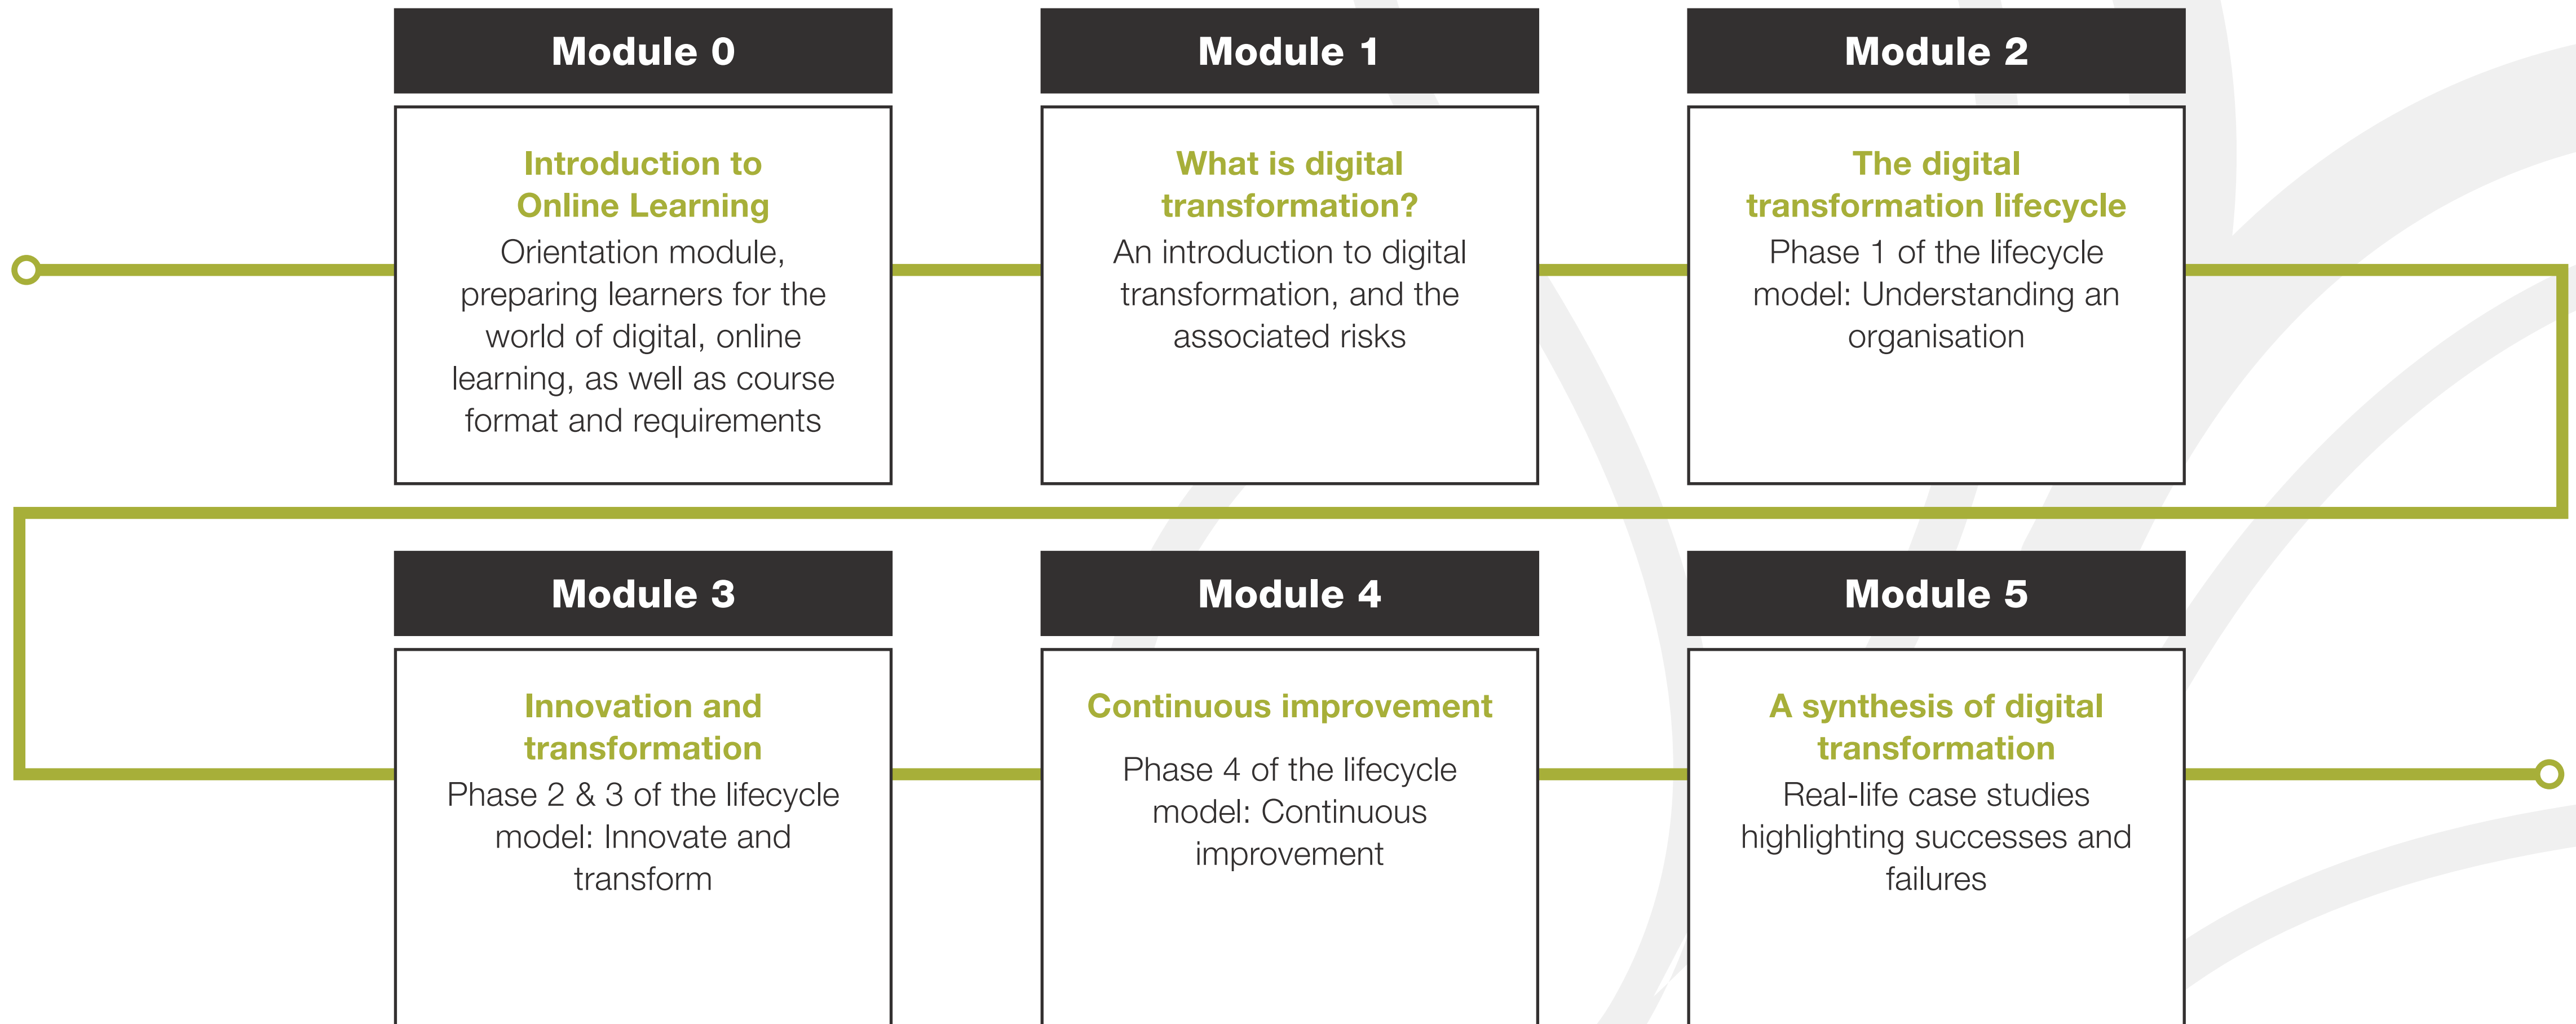 Module 0
Introduction to
Online Learning
Orientation module,
preparing learners for the
world of digital, online
learning, as well as course
format and requirements
Module 1
What is digital
transformation?
An introduction to digital
transformation, and the
associated risks
Module 2
The digital
transformation lifecycle
Phase 1 of the lifecycle
model: Understanding an
organisation
Module 3
Innovation and
transformation
Phase 2 & 3 of the lifecycle
model: Innovate and
transform
Module 4
Continuous improvement
Phase 4 of the lifecycle
model: Continuous
improvement
Module 5
A synthesis of digital
transformation
Real-life case studies
highlighting successes and
failures